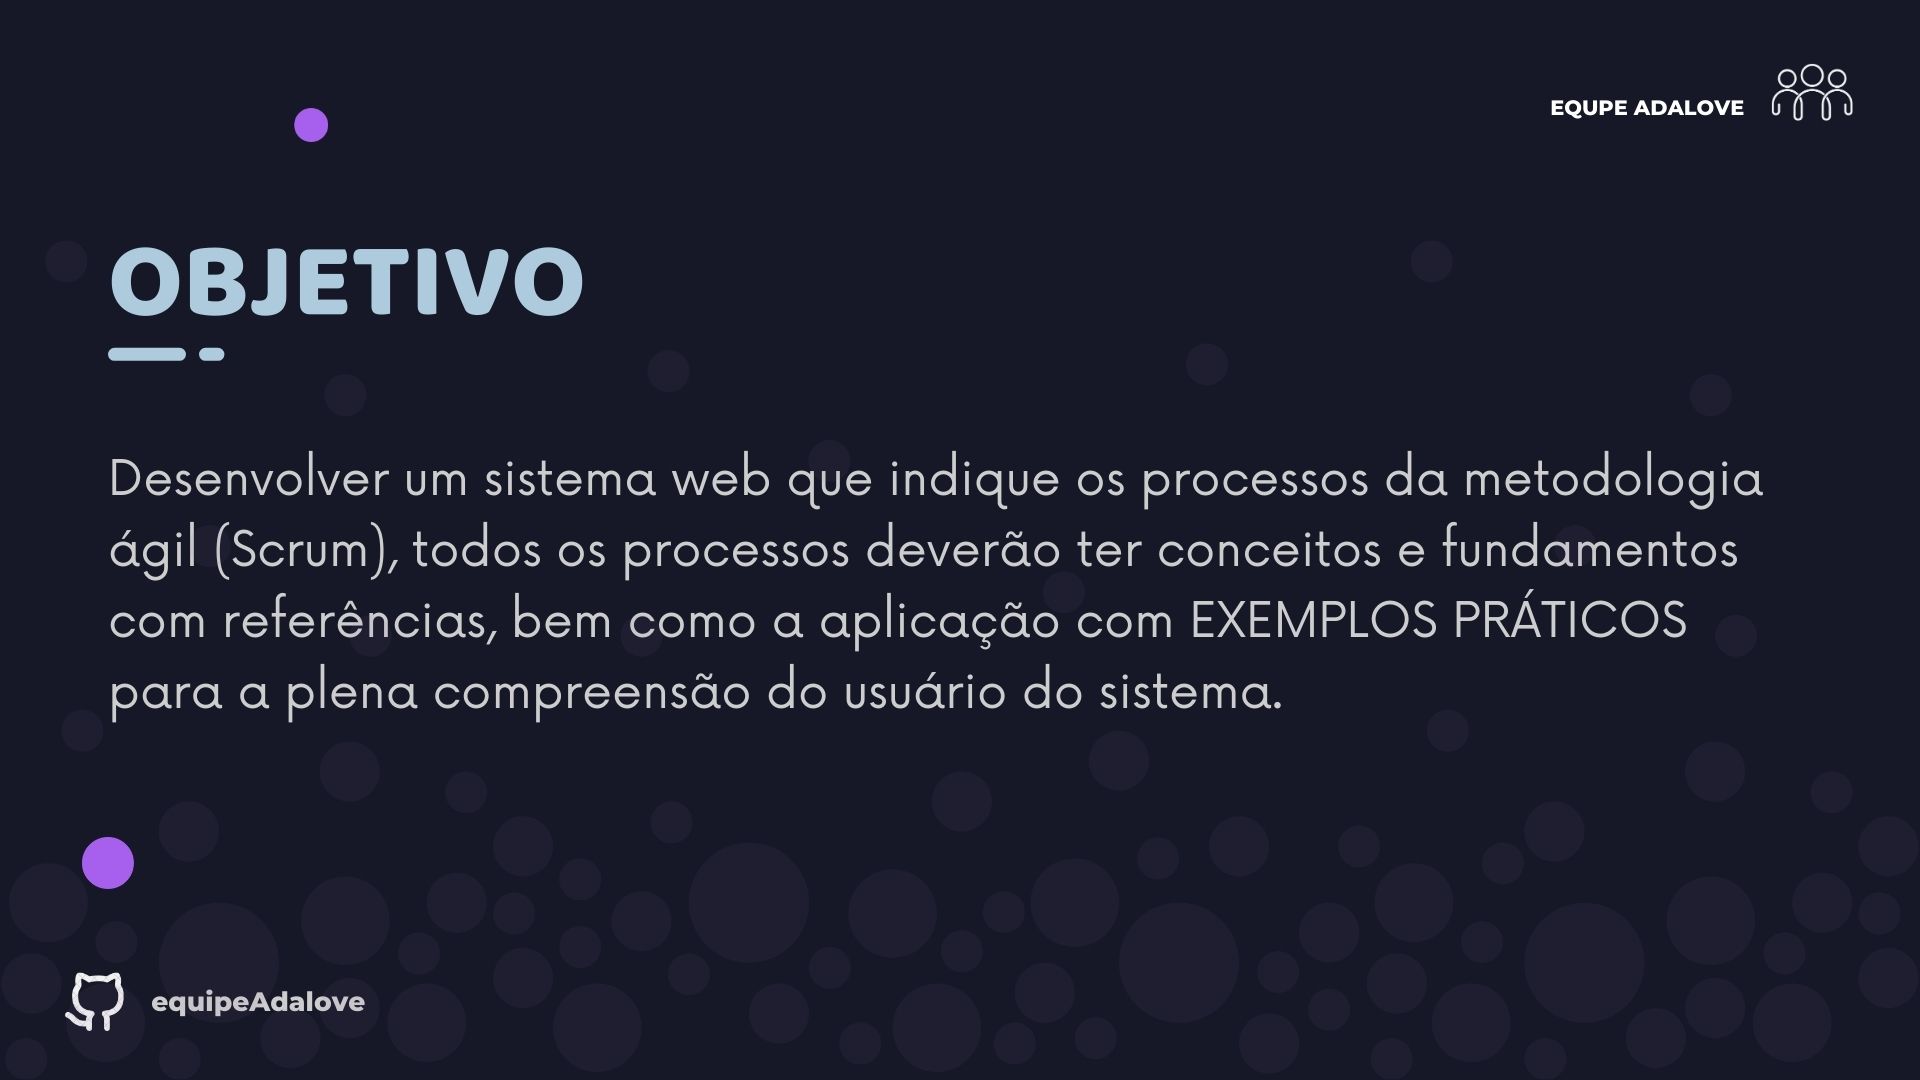 EQUPE ADALOVE
OBJETIVO
Desenvolver um sistema web que indique os processos da metodologia
ágil (Scrum), todos os processos deverão ter conceitos e fundamentos
com referências, bem como a aplicação com EXEMPLOS PRÁTICOS
para a plena compreensão do usuário do sistema.
equipeAdalove